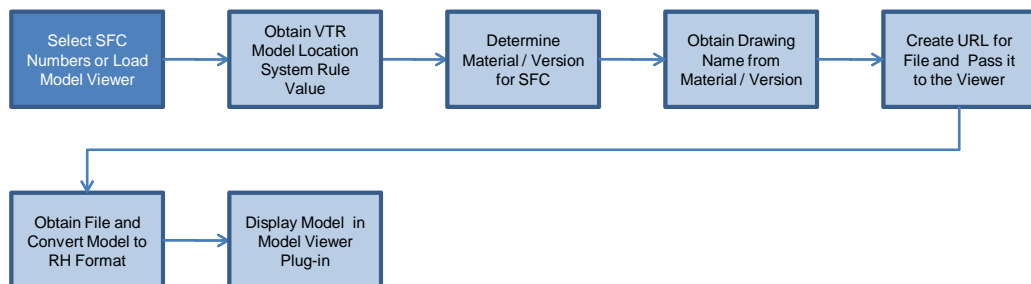 Select SFC
Numbers or Load
Model Viewer
Obtain VTR
Model Location
System Rule
Value
Determine
Material / Version
for SFC
Obtain Drawing
Name from
Material / Version
Create URL for
File and Pass it
to the Viewer
Obtain File and
Convert Model to
RH Format
Display Model in
Model Viewer
Plug-in